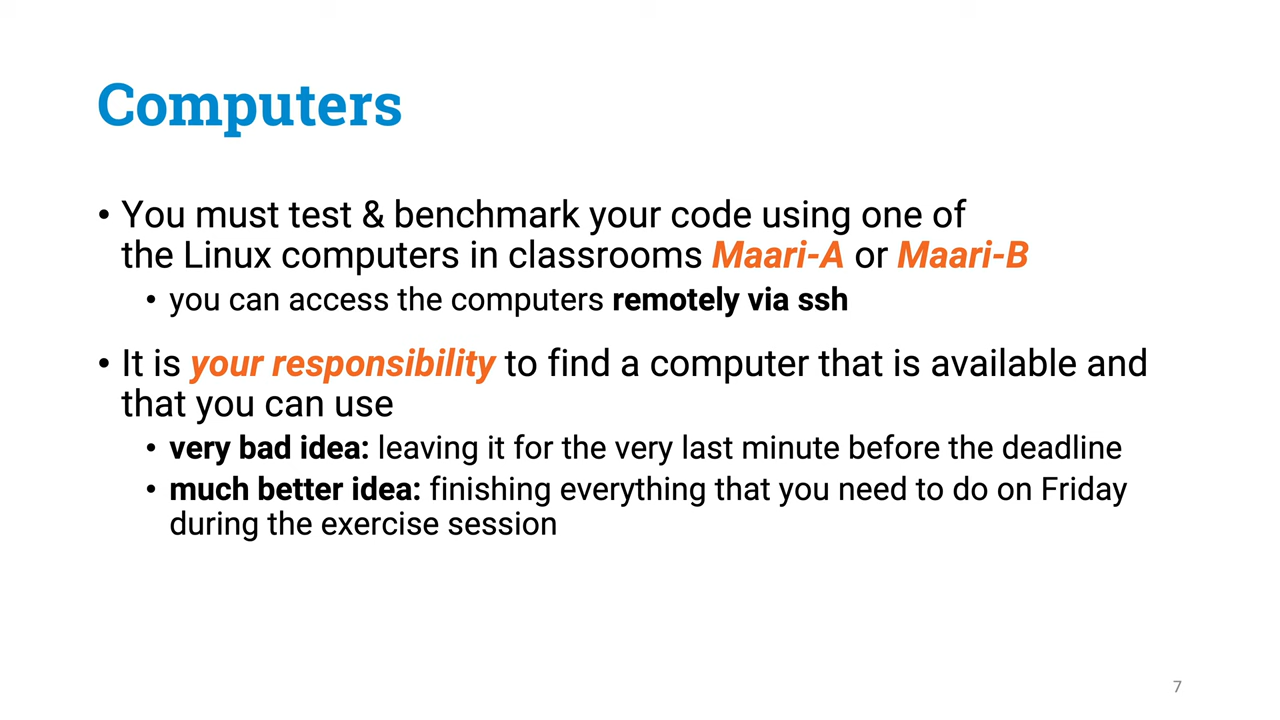 Computers
• You must test & benchmark your code using one of
the Linux computers in classrooms Maari-A or Maari-B
• you can access the computers remotely via ssh
• It is your responsibility to find a computer that is available and
that you can use
• very bad idea: leaving it for the very last minute before the deadline
• much better idea: finishing everything that you need to do on Friday
during the exercise session
7